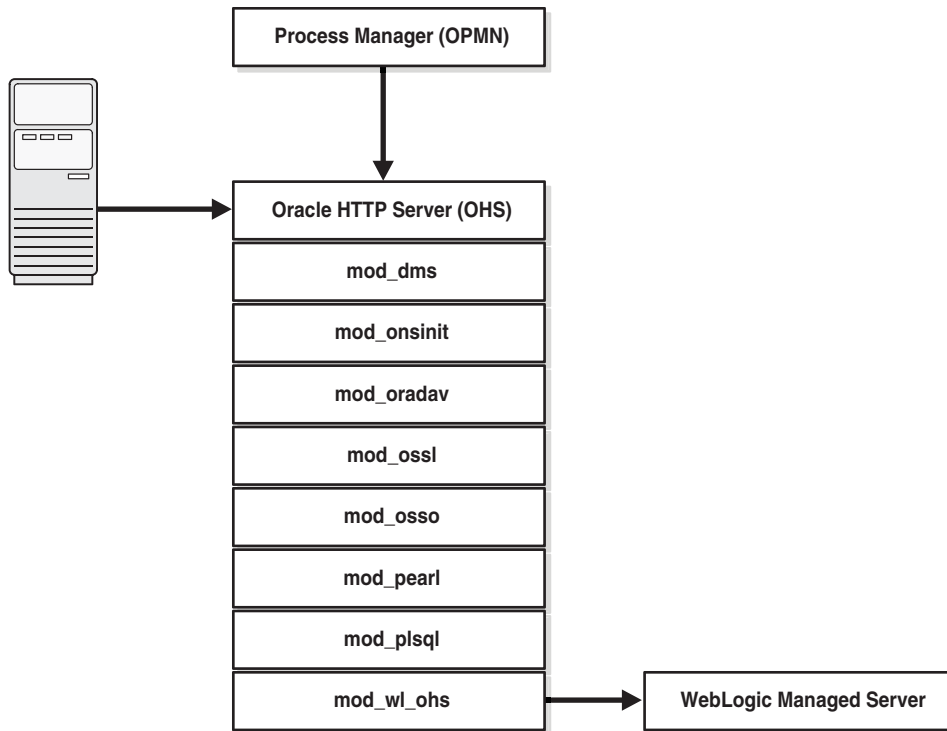 Process Manager (OPMN)
Oracle HTTP Server (OHS)
mod_dms
mod_onsinit
mod_oradav
mod_ossl
mod_osso
mod_pearl
mod_plsql
mod_wl_ohs
WebLogic Managed Server